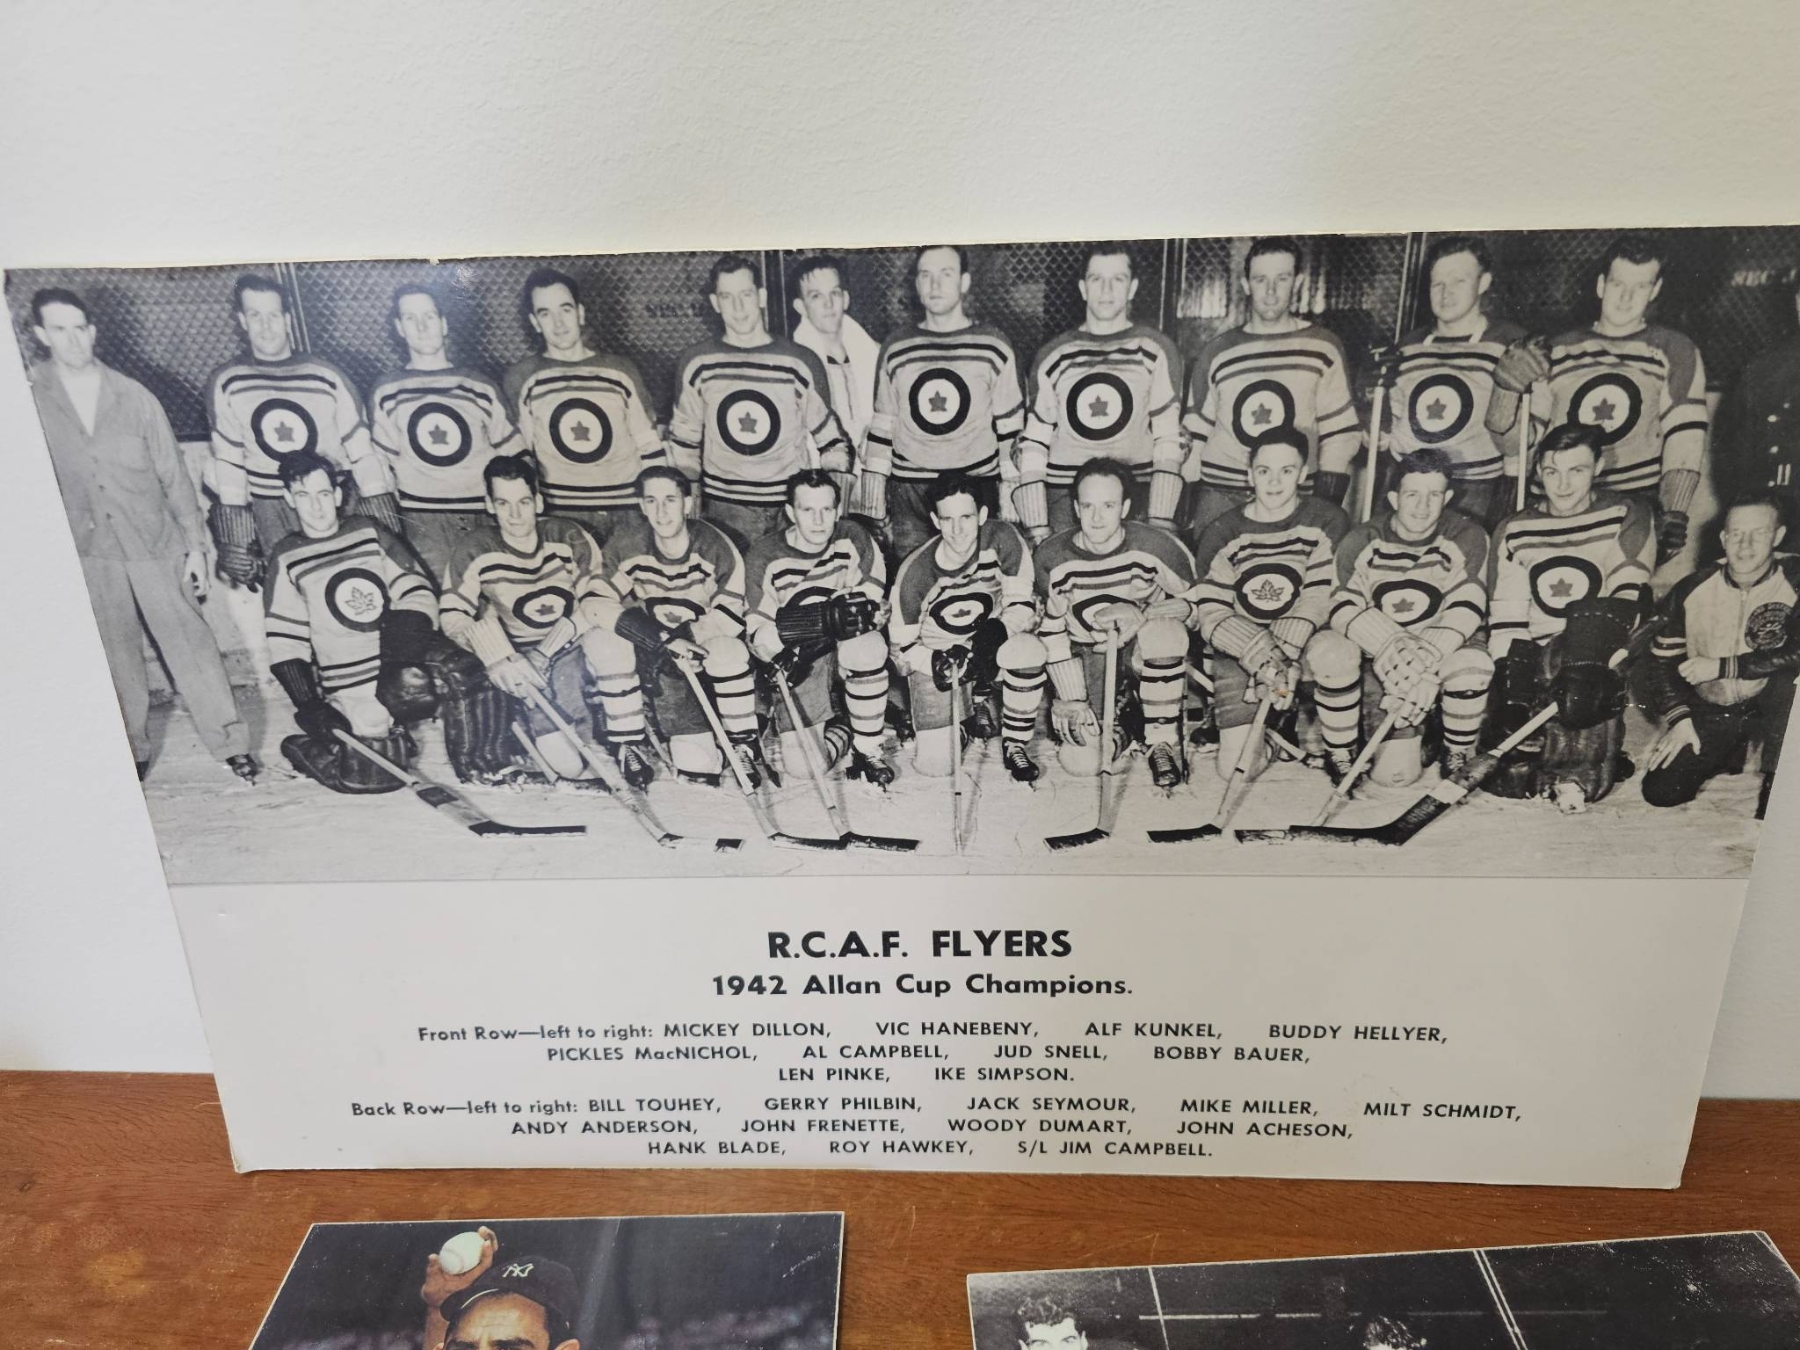 R.C.A.F. FLYERS
1942 Allan Cup Champions.
Front Row—left to right: MICKEY DILLON, VIC HANEBENY, ALF KUNKEL, BUDDY HELLYER,
PICKLES MacNICHOL, AL CAMPBELL, JUD SNELL, BOBBY BAUER,
LEN PINKE, IKE SIMPSON.
Back Row—left to right: BILL TOUHEY, GERRY PHILBIN, JACK SEYMOUR, MIKE MILLER, MILT SCHMIDT,
ANDY ANDERSON, JOHN FRENETTE, WOODY DUMART, JOHN ACHESON,
HANK BLADE, ROY HAWKEY, S/L JIM CAMPBELL.
NY